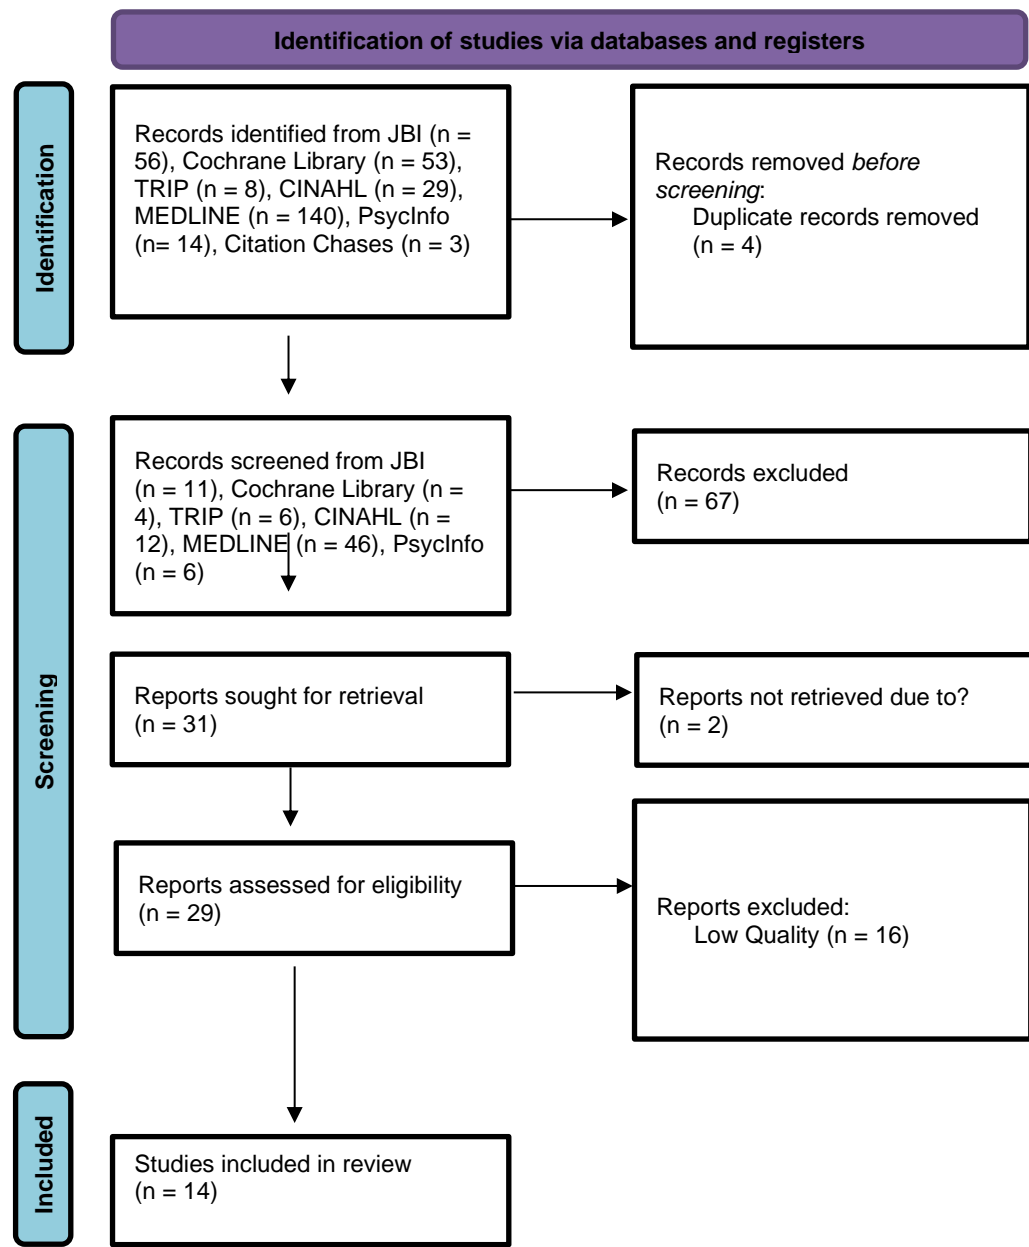 Identification of studies via databases and registers
Identification
Records identified from JBI (n =
56), Cochrane Library (n = 53),
TRIP (n = 8), CINAHL (n = 29),
MEDLINE (n = 140), PsycInfo
(n= 14), Citation Chases (n = 3)
Records removed before
screening:
Duplicate records removed
(n = 4)
Screening
Records screened from JBI
(n = 11), Cochrane Library (n =
4), TRIP (n = 6), CINAHL (n =
12), MEDLINE (n = 46), PsycInfo
(n = 6)
Records excluded
(n = 67)
Reports sought for retrieval
(n = 31)
Reports not retrieved due to?
(n = 2)
Reports assessed for eligibility
(n = 29)
Reports excluded:
Low Quality (n = 16)
Included
Studies included in review
(n = 14)